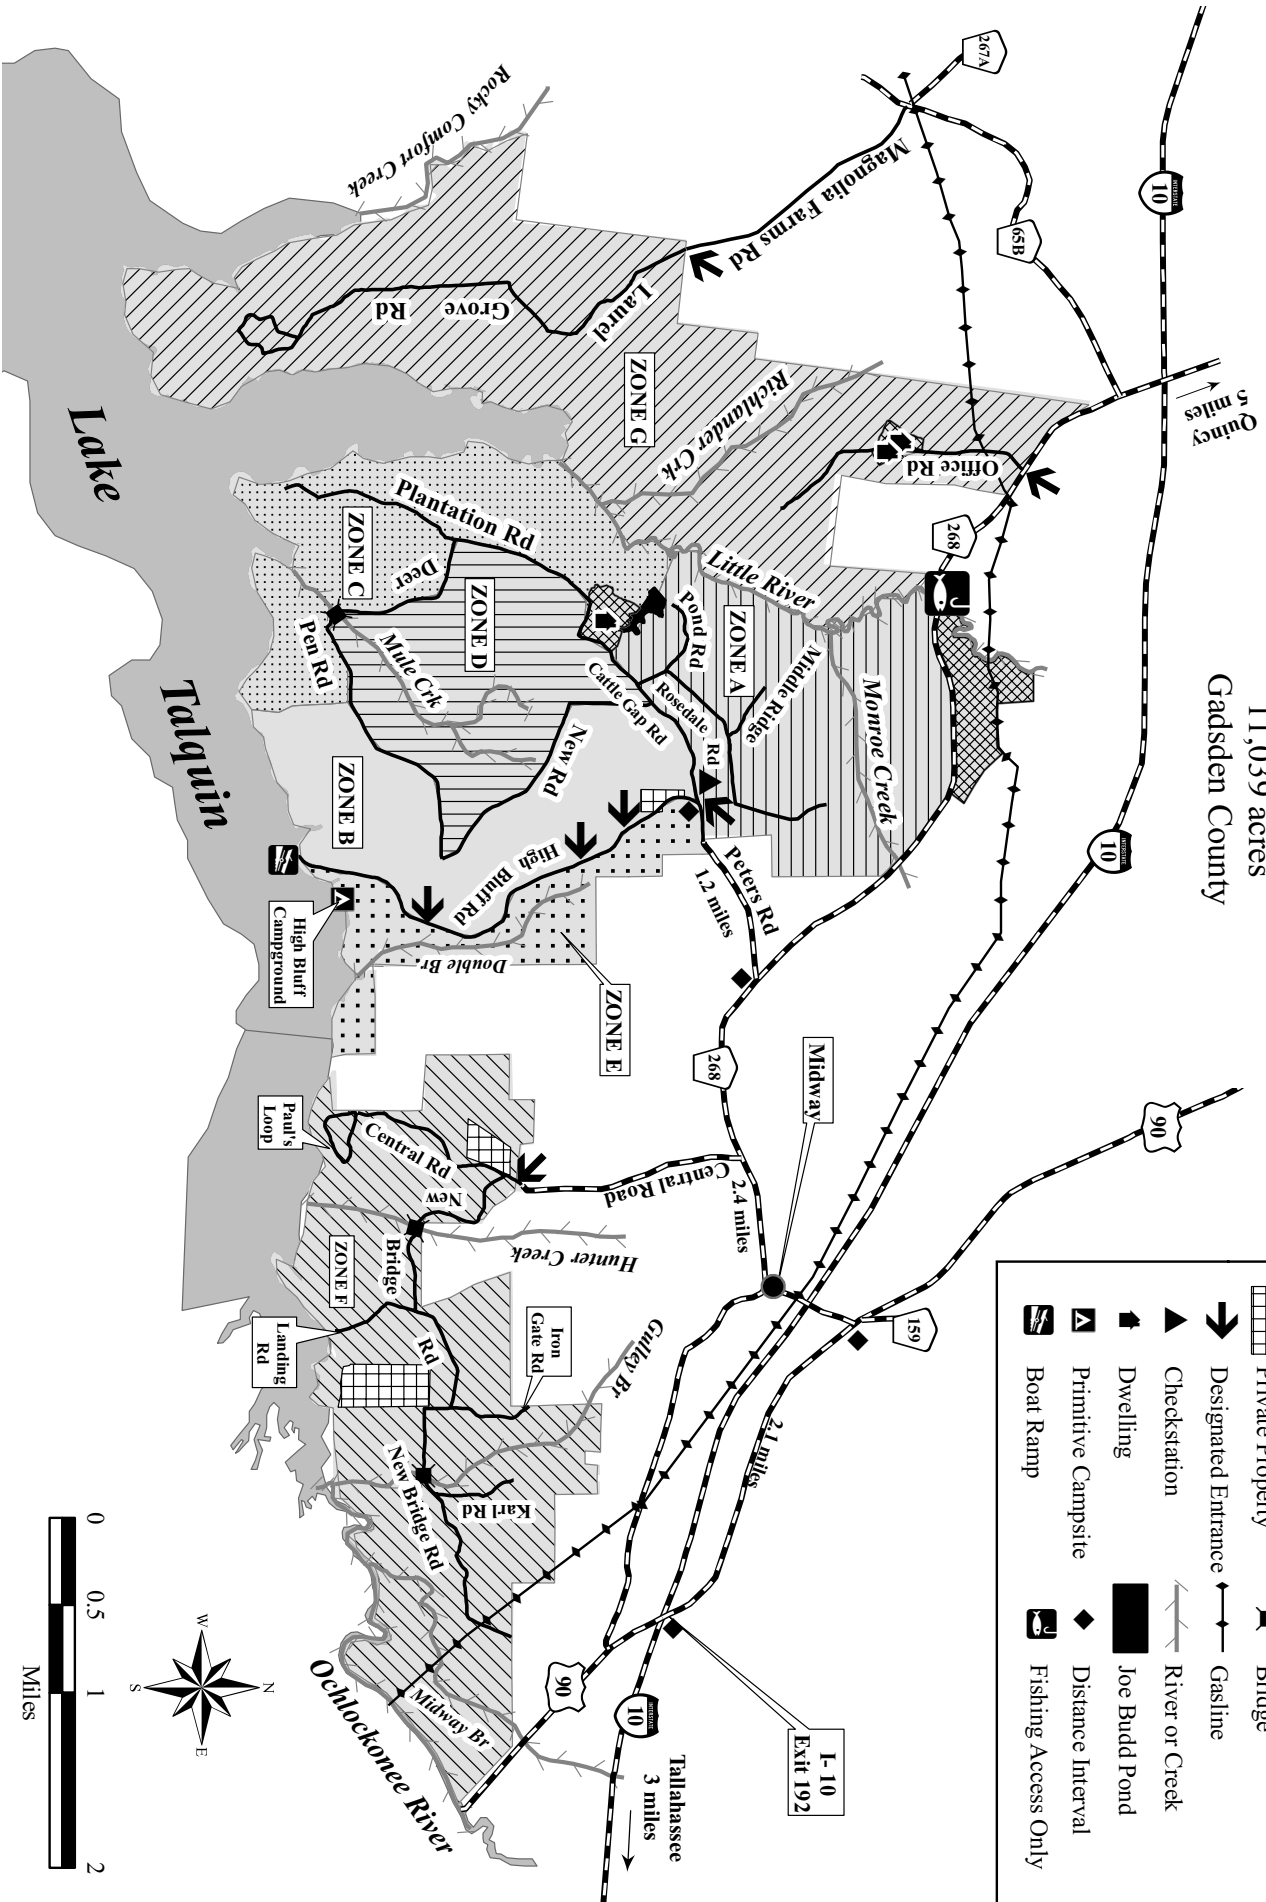 11,039 acres
Gadsden County
Quincy
5 miles
10
INTERSTATE
267A
65B
Magnolia Farms Rd
Rocky Comfort Creek
Laurel
Grove
Rd
ZONE G
Richlander Crk
Office Rd
268
Little River
Plantation Rd
ZONE C
Deer
Pen Rd
ZONE D
Mule Crk
Pond Rd
ZONE A
Middle Ridge
Rosedale
Rd
Cattle Gap Rd
Monroe Creek
New Rd
ZONE B
High
Bluff Rd
Peters Rd
1.2 miles
10
INTERSTATE
High Bluff
Campground
Double Br
ZONE E
268
Midway
90
Lake
Talquin
Paul's
Loop
Central Rd
New
Bridge
Rd
Central Road
2.4 miles
Hunter Creek
ZONE F
Landing
Rd
Iron
Gate Rd
Gulley Br
159
2.1 miles
New Bridge Rd
Karl Rd
Midway Br
Ochlockonee River
90
10
INTERSTATE
I- 10
Exit 192
Tallahassee
3 miles
Private Property
Bridge
Designated Entrance
Gasline
Checkstation
River or Creek
Dwelling
Joe Budd Pond
Primitive Campsite
Distance Interval
Boat Ramp
Fishing Access Only
N
W
E
S
0
0.5
1
2
Miles